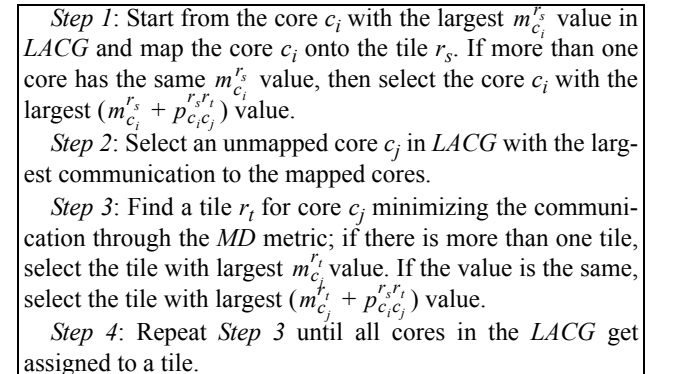 Step 1: Start from the core c_i with the largest m_{c_i}^{r_s} value in
LACG and map the core c_i onto the tile r_s. If more than one
core has the same m_{c_i}^{r_s} value, then select the core c_i with the
largest (m_{c_i}^{r_s} + p_{c_i c_j}^{r_s r_t}) value.
Step 2: Select an unmapped core c_j in LACG with the larg-
est communication to the mapped cores.
Step 3: Find a tile r_t for core c_j minimizing the communi-
cation through the MD metric; if there is more than one tile,
select the tile with largest m_{c_j}^{r_t} value. If the value is the same,
select the tile with largest (m_{c_j}^{r_t} + p_{c_i c_j}^{r_s r_t}) value.
Step 4: Repeat Step 3 until all cores in the LACG get
assigned to a tile.